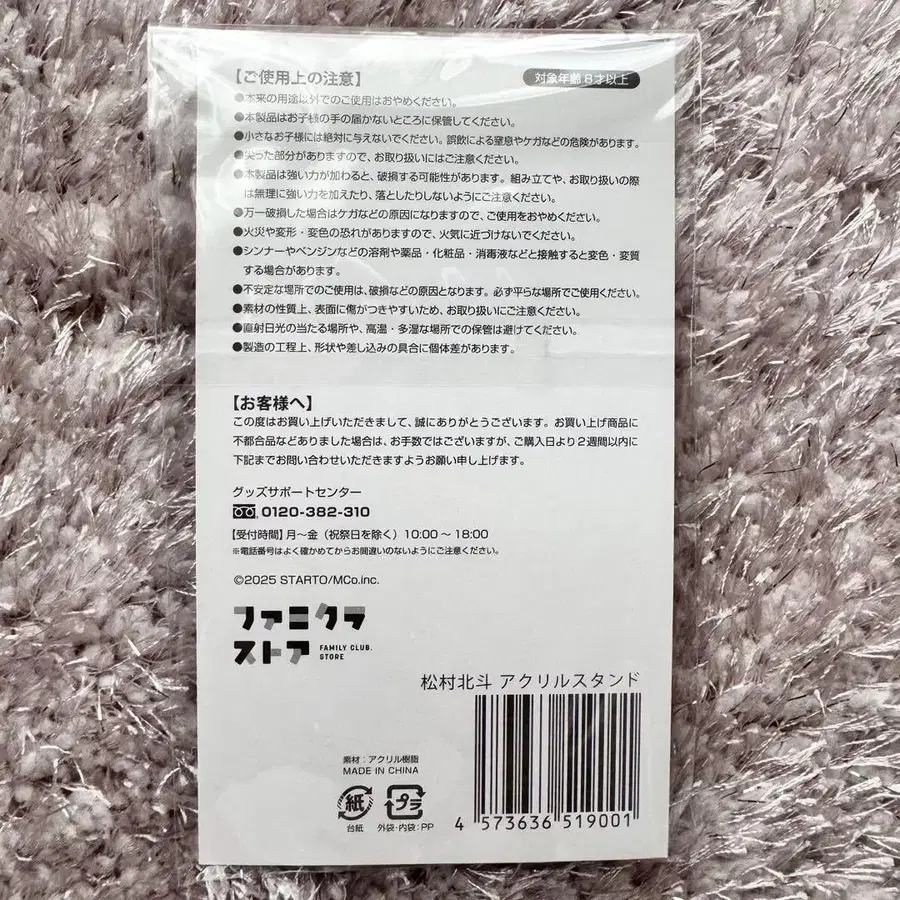 【ご使用上の注意】
対象年齢8才以上
●本来の用途以外でのご使用はおやめください。
●本製品はお子様の手の届かないところに保管してください。
●小さなお子様には絶対に与えないでください。誤飲による窒息やケガなどの危険があります。
●尖った部分がありますので、お取り扱いにはご注意ください。
●本製品は強い力が加わると、破損する可能性があります。組み立てや、お取り扱いの際
は無理に強い力を加えたり、落としたりしないようにご注意ください。
●万一破損した場合はケガなどの原因になりますので、ご使用をおやめください。
●火災や変形・変色の恐れがありますので、火気に近づけないでください。
●シンナーやベンジンなどの溶剤や薬品・化粧品・消毒液などと接触すると変色・変質
する場合があります。
●不安定な場所でのご使用は、破損などの原因となります。必ず平らな場所でご使用ください。
●素材の性質上、表面に傷がつきやすいため、お取り扱いにご注意ください。
●直射日光の当たる場所や、高温・多湿な場所での保管は避けてください。
●製造の工程上、形状や差し込みの具合に個体差があります。
【お客様へ】
この度はお買い上げいただきまして、誠にありがとうございます。お買い上げ商品に
不都合品などありました場合は、お手数ではございますが、ご購入日より2週間以内に
下記までお問い合わせいただきますようお願い申し上げます。
グッズサポートセンター
0120-382-310
【受付時間】月〜金（祝祭日を除く）10:00〜18:00
※電話番号はよく確かめてからお間違いのないようにご注意ください。
©2025 STARTO/MCo.inc.
ファミクラ
ストア FAMILY CLUB.
STORE
松村北斗 アクリルスタンド
素材：アクリル樹脂
MADE IN CHINA
紙 プラ
台紙 外袋・内袋：PP
4 573636 519001